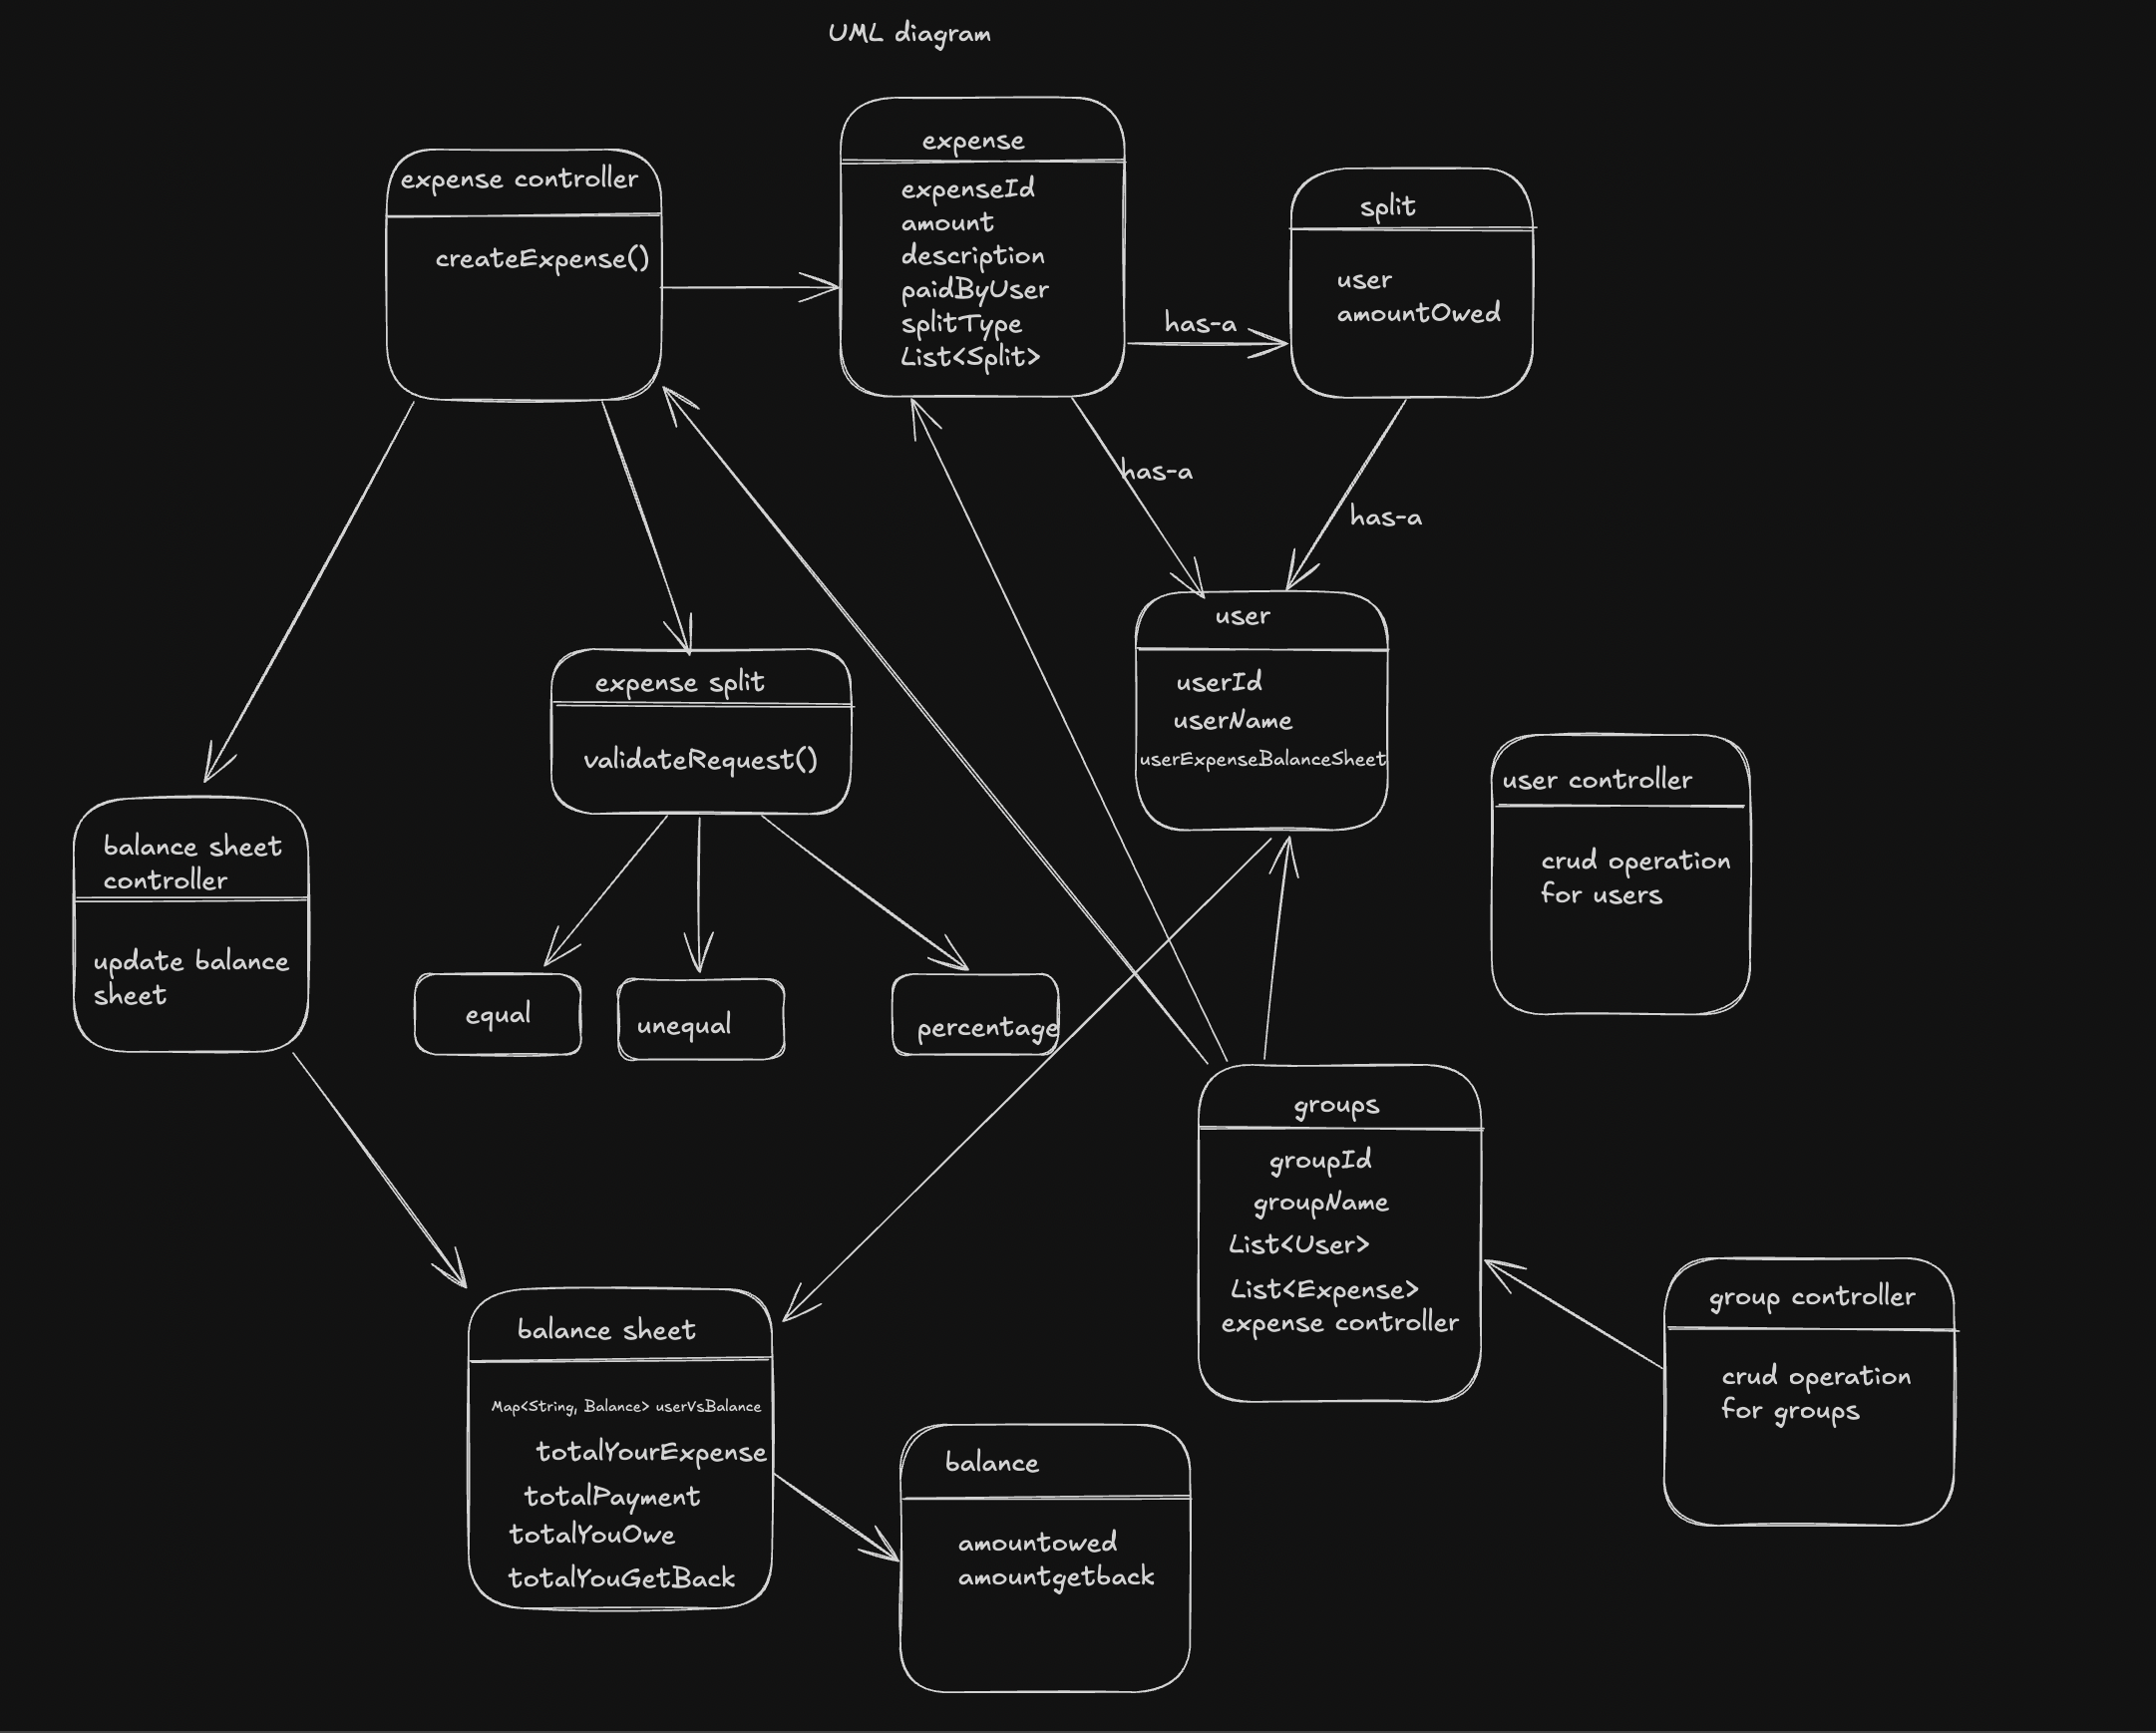 UML diagram
expense controller
createExpense()
expense
expenseId
amount
description
paidByUser
splitType
List<Split>
has-a
split
user
amountOwed
has-a
has-a
expense split
validateRequest()
user
userId
userName
userExpenseBalanceSheet
user controller
crud operation
for users
balance sheet
controller
update balance
sheet
equal
unequal
percentage
groups
groupId
groupName
List<User>
List<Expense>
expense controller
group controller
crud operation
for groups
balance sheet
Map<String, Balance> userVsBalance
totalYourExpense
totalPayment
totalYouOwe
totalYouGetBack
balance
amountowed
amountgetback